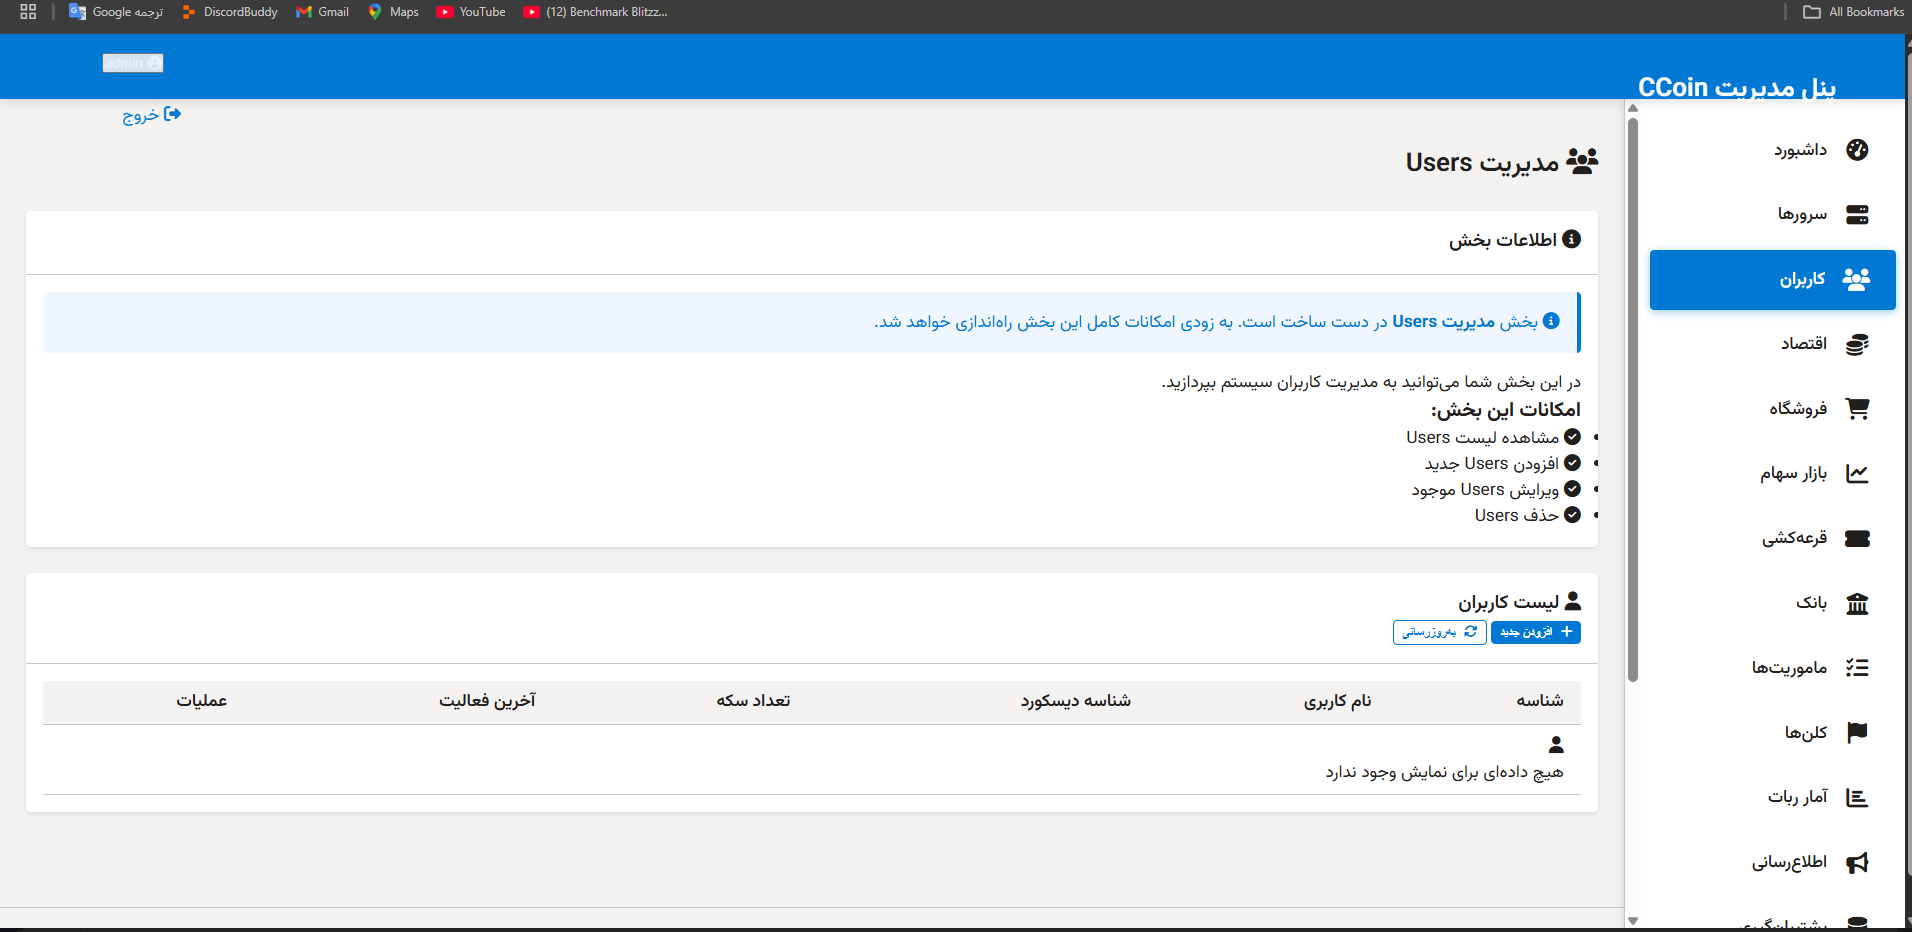 ترجمه Google
DiscordBuddy
Gmail
Maps
YouTube
(12) Benchmark Blitzz...
All Bookmarks
admin
پنل مدیریت CCoin
خروج
داشبورد
سرورها
کاربران
اقتصاد
فروشگاه
بازار سهام
قرعه‌کشی
بانک
ماموریت‌ها
کلن‌ها
آمار ربات
اطلاع‌رسانی
پشتیبان‌گیری
مدیریت Users
اطلاعات بخش
بخش مدیریت Users در دست ساخت است. به زودی امکانات کامل این بخش راه‌اندازی خواهد شد.
در این بخش شما می‌توانید به مدیریت کاربران سیستم بپردازید.
امکانات این بخش:
مشاهده لیست Users
افزودن Users جدید
ویرایش Users موجود
حذف Users
لیست کاربران
افزودن جدید
به‌روزرسانی
شناسه
نام کاربری
شناسه دیسکورد
تعداد سکه
آخرین فعالیت
عملیات
هیچ داده‌ای برای نمایش وجود ندارد